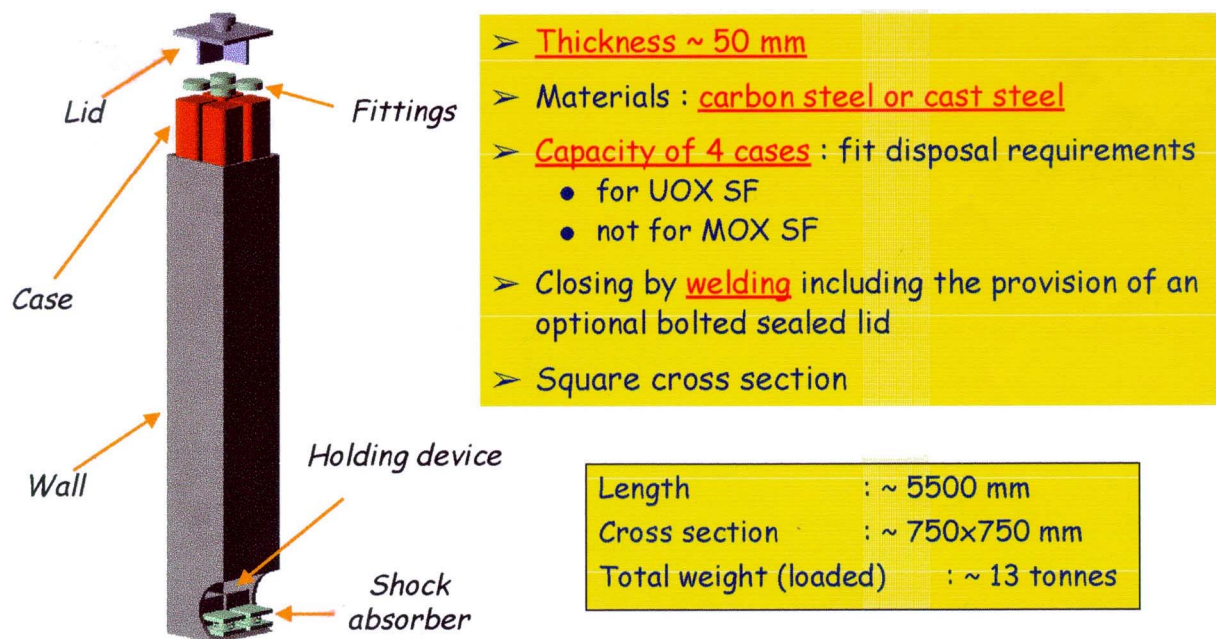 Lid
Fittings
Case
Wall
Holding device
Shock
absorber
➢ Thickness ~ 50 mm
➢ Materials : carbon steel or cast steel
➢ Capacity of 4 cases : fit disposal requirements
● for UOX SF
● not for MOX SF
➢ Closing by welding including the provision of an
optional bolted sealed lid
➢ Square cross section
Length : ~ 5500 mm
Cross section : ~ 750x750 mm
Total weight (loaded) : ~ 13 tonnes